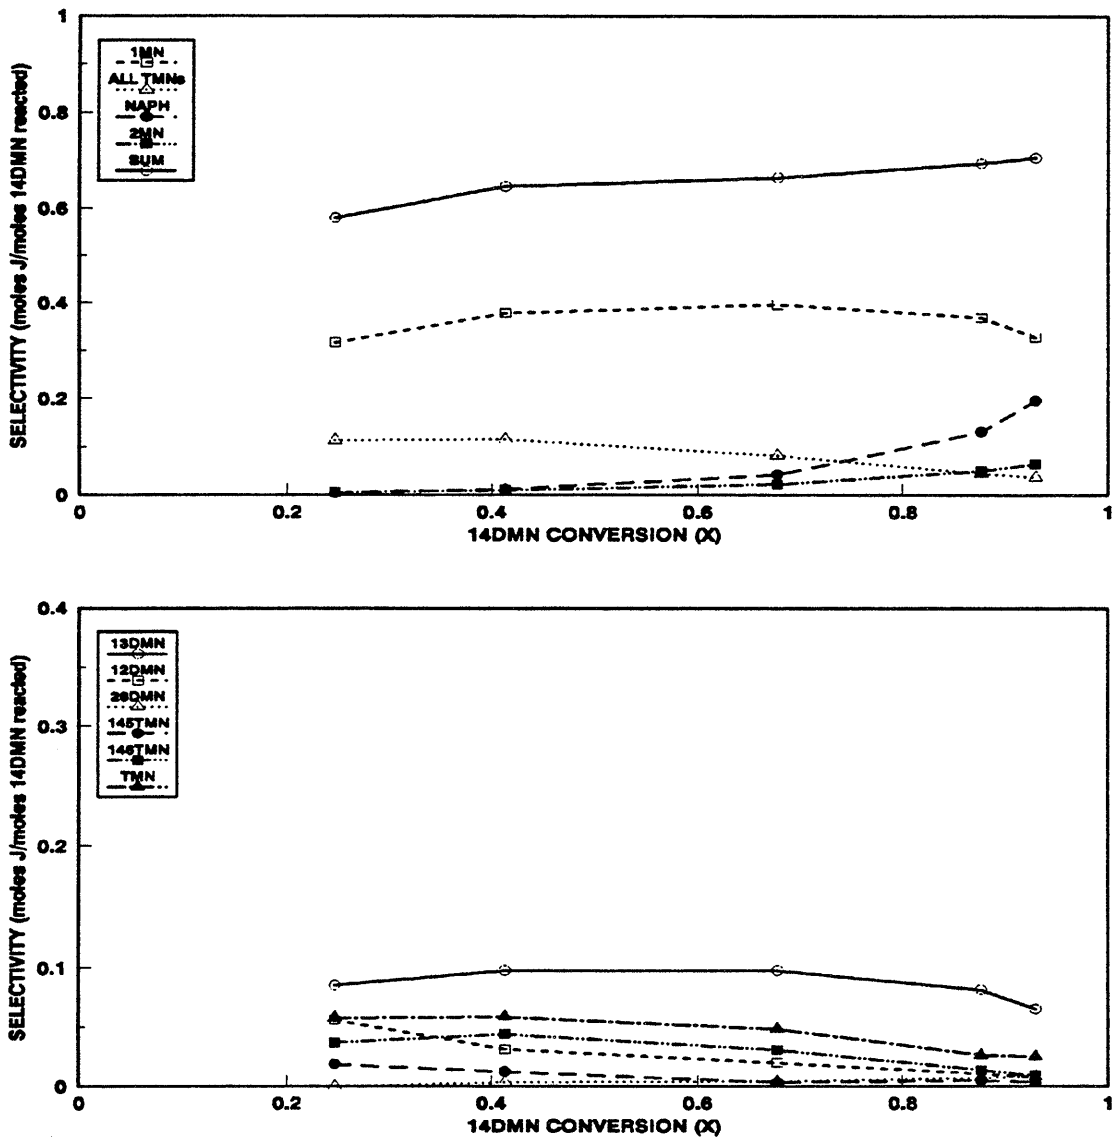 SELECTIVITY (moles J/moles 14DMN reacted)
1
0.8
0.6
0.4
0.2
0
1MN
ALL TMNs
NAPH
2MN
SUM
0
0.2
0.4
0.6
0.8
1
14DMN CONVERSION (X)
SELECTIVITY (moles J/moles 14DMN reacted)
0.4
0.3
0.2
0.1
0
13DMN
12DMN
26DMN
145TMN
146TMN
TMN
0
0.2
0.4
0.6
0.8
1
14DMN CONVERSION (X)